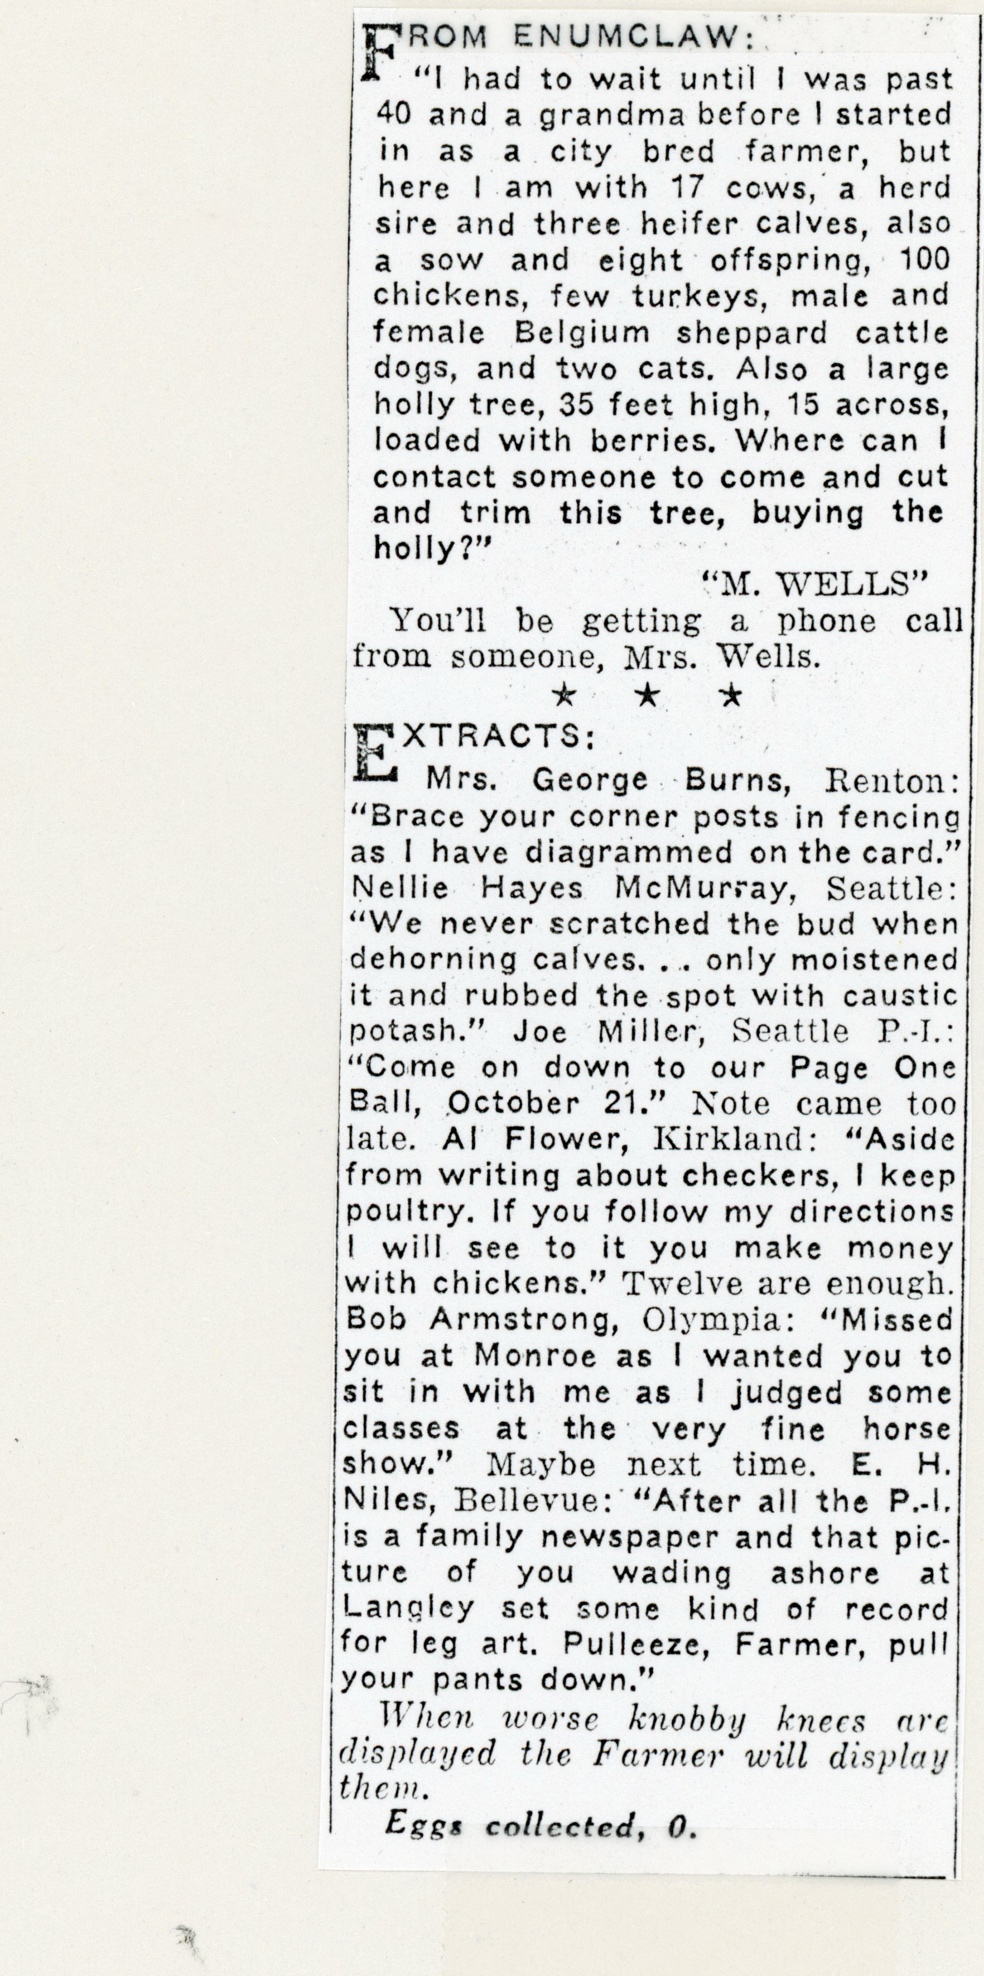 FROM ENUMCLAW:
"I had to wait until I was past
40 and a grandma before I started
in as a city bred farmer, but
here I am with 17 cows, a herd
sire and three heifer calves, also
a sow and eight offspring, 100
chickens, few turkeys, male and
female Belgium sheppard cattle
dogs, and two cats. Also a large
holly tree, 35 feet high, 15 across,
loaded with berries. Where can I
contact someone to come and cut
and trim this tree, buying the
holly?"
"M. WELLS"
You'll be getting a phone call
from someone, Mrs. Wells.
★ ★ ★
EXTRACTS:
Mrs. George Burns, Renton:
"Brace your corner posts in fencing
as I have diagrammed on the card."
Nellie Hayes McMurray, Seattle:
"We never scratched the bud when
dehorning calves. . . only moistened
it and rubbed the spot with caustic
potash." Joe Miller, Seattle P.-I.:
"Come on down to our Page One
Ball, October 21." Note came too
late. Al Flower, Kirkland: "Aside
from writing about checkers, I keep
poultry. If you follow my directions
I will see to it you make money
with chickens." Twelve are enough.
Bob Armstrong, Olympia: "Missed
you at Monroe as I wanted you to
sit in with me as I judged some
classes at the very fine horse
show." Maybe next time. E. H.
Niles, Bellevue: "After all the P.-I.
is a family newspaper and that pic-
ture of you wading ashore at
Langley set some kind of record
for leg art. Pulleeze, Farmer, pull
your pants down."
When worse knobby knees are
displayed the Farmer will display
them.
Eggs collected, 0.